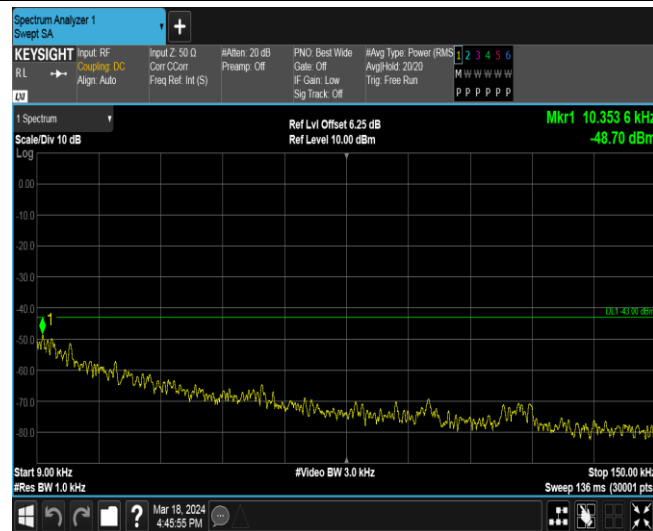 Spectrum Analyzer 1
Swept SA
+
KEYSIGHT Input: RF Input Z: 50 Ω #Atten: 20 dB PNO: Best Wide #Avg Type: Power (RMS 1 2 3 4 5 6
RL Coupling: DC Corr CCorr Preamp: Off Gate: Off Avg|Hold: 20/20 M W W W W W
Align: Auto Freq Ref: Int (S) IF Gain: Low Trig: Free Run
Sig Track: Off P P P P P P
LXI
1 Spectrum Ref Lvl Offset 6.25 dB Mkr1 10.353 6 kHz
Scale/Div 10 dB Ref Level 10.00 dBm -48.70 dBm
Log
0.00
-10.0
-20.0
-30.0
-40.0
DL1 -43.00 dBm
1
-50.0
-60.0
-70.0
-80.0
Start 9.00 kHz #Video BW 3.0 kHz Stop 150.00 kHz
#Res BW 1.0 kHz Sweep 136 ms (30001 pts
? Mar 18, 2024
4:45:55 PM